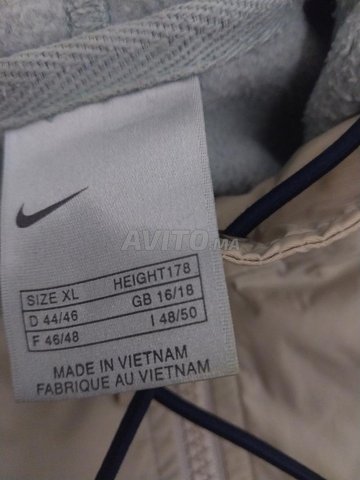 AVITO.MA
SIZE XL HEIGHT178
D 44/46 GB 16/18
F 46/48 I 48/50
MADE IN VIETNAM
FABRIQUE AU VIETNAM